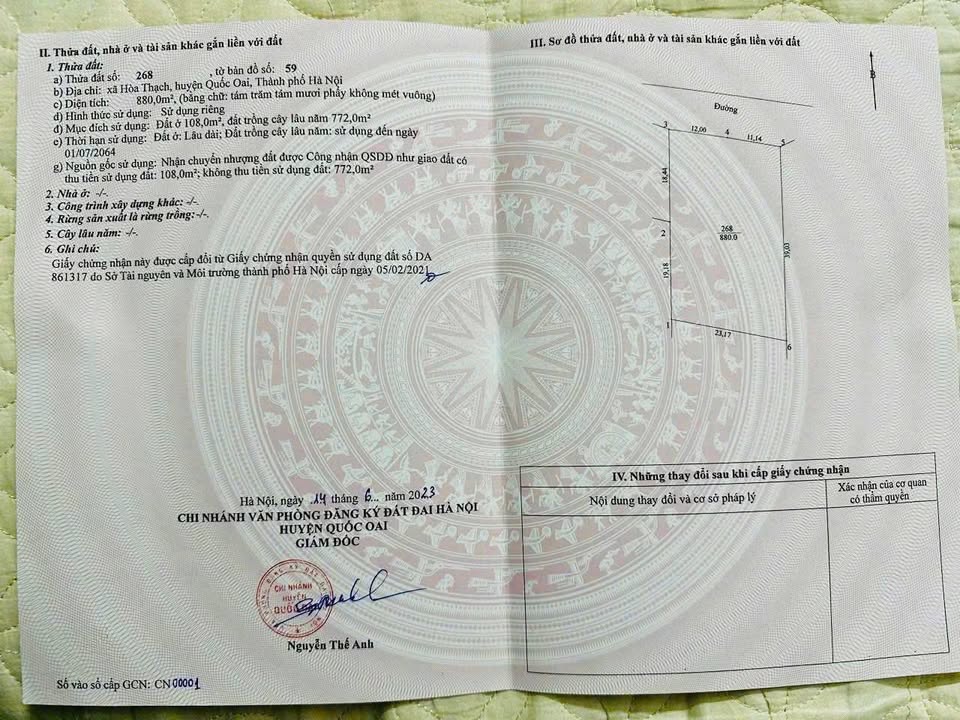 II. Thửa đất, nhà ở và tài sản khác gắn liền với đất
1. Thửa đất:
a) Thửa đất số: 268 , tờ bản đồ số: 59
b) Địa chỉ: xã Hòa Thạch, huyện Quốc Oai, Thành phố Hà Nội
c) Diện tích: 880,0m², (bằng chữ: tám trăm tám mươi phẩy không mét vuông)
d) Hình thức sử dụng: Sử dụng riêng
đ) Mục đích sử dụng: Đất ở 108,0m², đất trồng cây lâu năm 772,0m²
e) Thời hạn sử dụng: Đất ở: Lâu dài; Đất trồng cây lâu năm: sử dụng đến ngày
01/07/2064
g) Nguồn gốc sử dụng: Nhận chuyển nhượng đất được Công nhận QSDĐ như giao đất có
thu tiền sử dụng đất: 108,0m²; không thu tiền sử dụng đất: 772,0m²
2. Nhà ở: -/-.
3. Công trình xây dựng khác: -/-.
4. Rừng sản xuất là rừng trồng:-/-.
5. Cây lâu năm: -/-.
6. Ghi chú:
Giấy chứng nhận này được cấp đổi từ Giấy chứng nhận quyền sử dụng đất số DA
861317 do Sở Tài nguyên và Môi trường thành phố Hà Nội cấp ngày 05/02/2021
Hà Nội, ngày 14 tháng 6... năm 2023
CHI NHÁNH VĂN PHÒNG ĐĂNG KÝ ĐẤT ĐAI HÀ NỘI
HUYỆN QUỐC OAI
GIÁM ĐỐC
CHI NHÁNH
HUYỆN
QUỐC
Nguyễn Thế Anh
Số vào sổ cấp GCN: CN 00001
III. Sơ đồ thửa đất, nhà ở và tài sản khác gắn liền với đất
B
Đường
3
12,00
4
11,14
5
18,44
2
268
880.0
39,03
19,18
1
23,17
6
IV. Những thay đổi sau khi cấp giấy chứng nhận
Nội dung thay đổi và cơ sở pháp lý
Xác nhận của cơ quan
có thẩm quyền